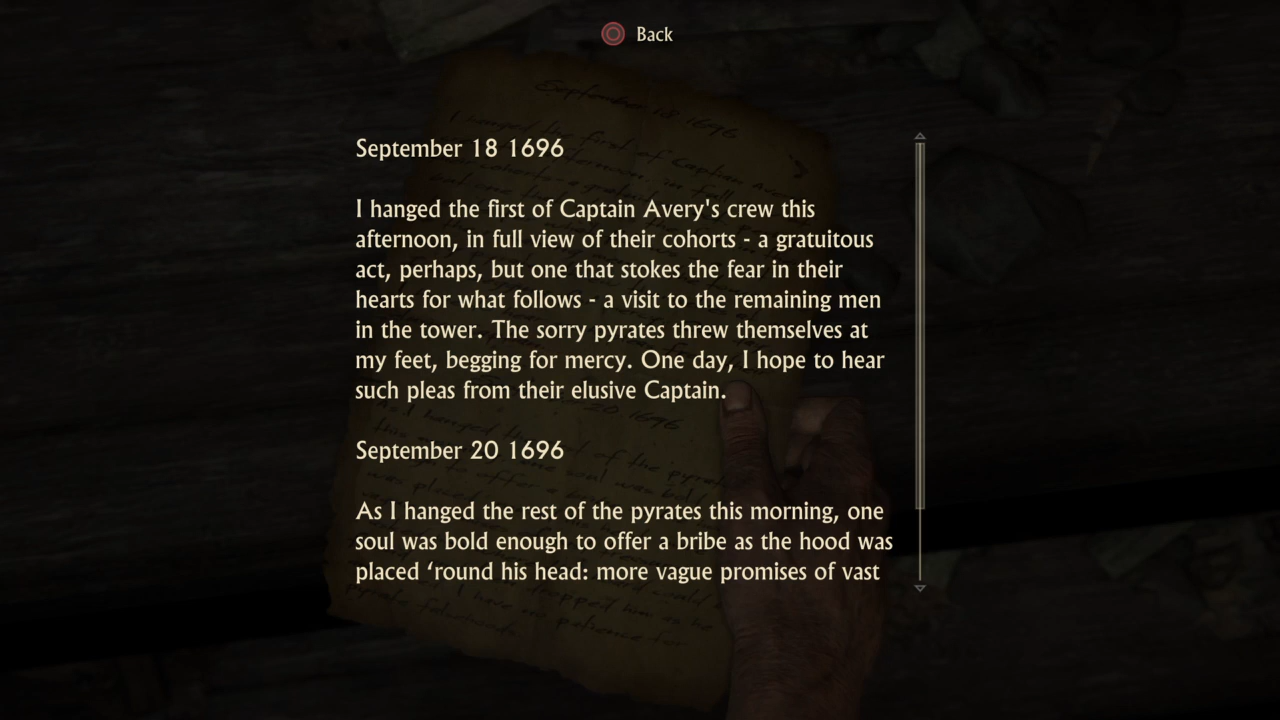 Back
September 18 1696
I hanged the first of Captain Avery's crew this
afternoon, in full view of their cohorts - a gratuitous
act, perhaps, but one that stokes the fear in their
hearts for what follows - a visit to the remaining men
in the tower. The sorry pyrates threw themselves at
my feet, begging for mercy. One day, I hope to hear
such pleas from their elusive Captain.
September 20 1696
As I hanged the rest of the pyrates this morning, one
soul was bold enough to offer a bribe as the hood was
placed ‘round his head: more vague promises of vast